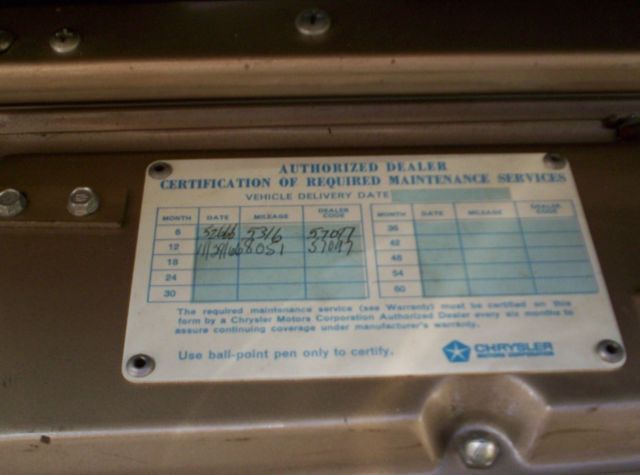 AUTHORIZED DEALER
CERTIFICATION OF REQUIRED MAINTENANCE SERVICES
VEHICLE DELIVERY DATE
MONTH DATE MILEAGE DEALER CODE MONTH DATE MILEAGE DEALER CODE
6 5316 57097 36
12 8051 57097 42
18 48
24 54
30 60
The required maintenance service (see Warranty) must be certified on this
form by a Chrysler Motors Corporation Authorized Dealer every six months to
assure continuing coverage under manufacturer's warranty.
Use ball-point pen only to certify.
CHRYSLER
MOTORS CORPORATION